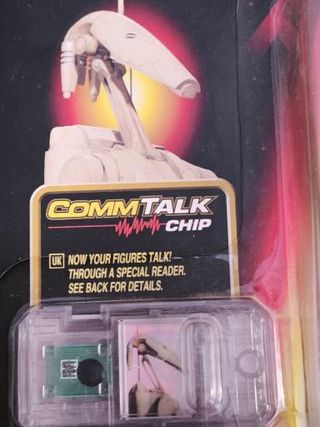 COMMTALK
CHIP
UK NOW YOUR FIGURES TALK!
THROUGH A SPECIAL READER.
SEE BACK FOR DETAILS.